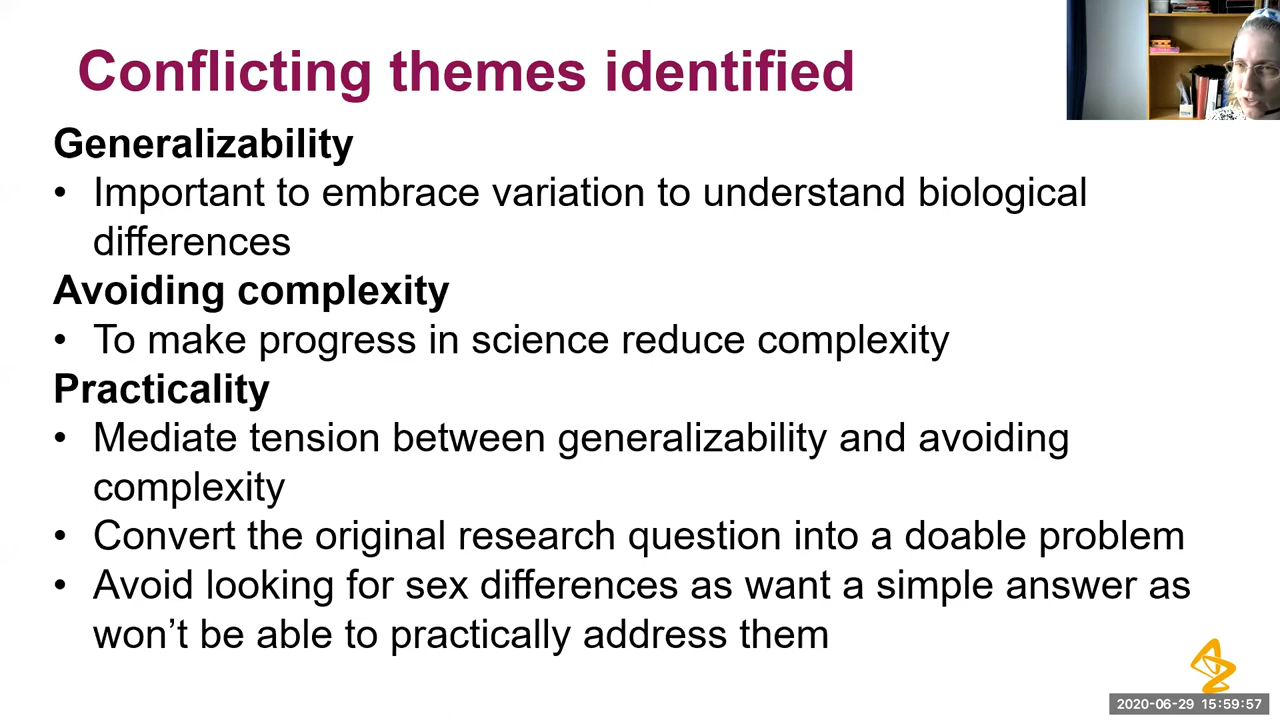 Conflicting themes identified
Generalizability
• Important to embrace variation to understand biological
differences
Avoiding complexity
• To make progress in science reduce complexity
Practicality
• Mediate tension between generalizability and avoiding
complexity
• Convert the original research question into a doable problem
• Avoid looking for sex differences as want a simple answer as
won’t be able to practically address them
2020-06-29 15:59:57